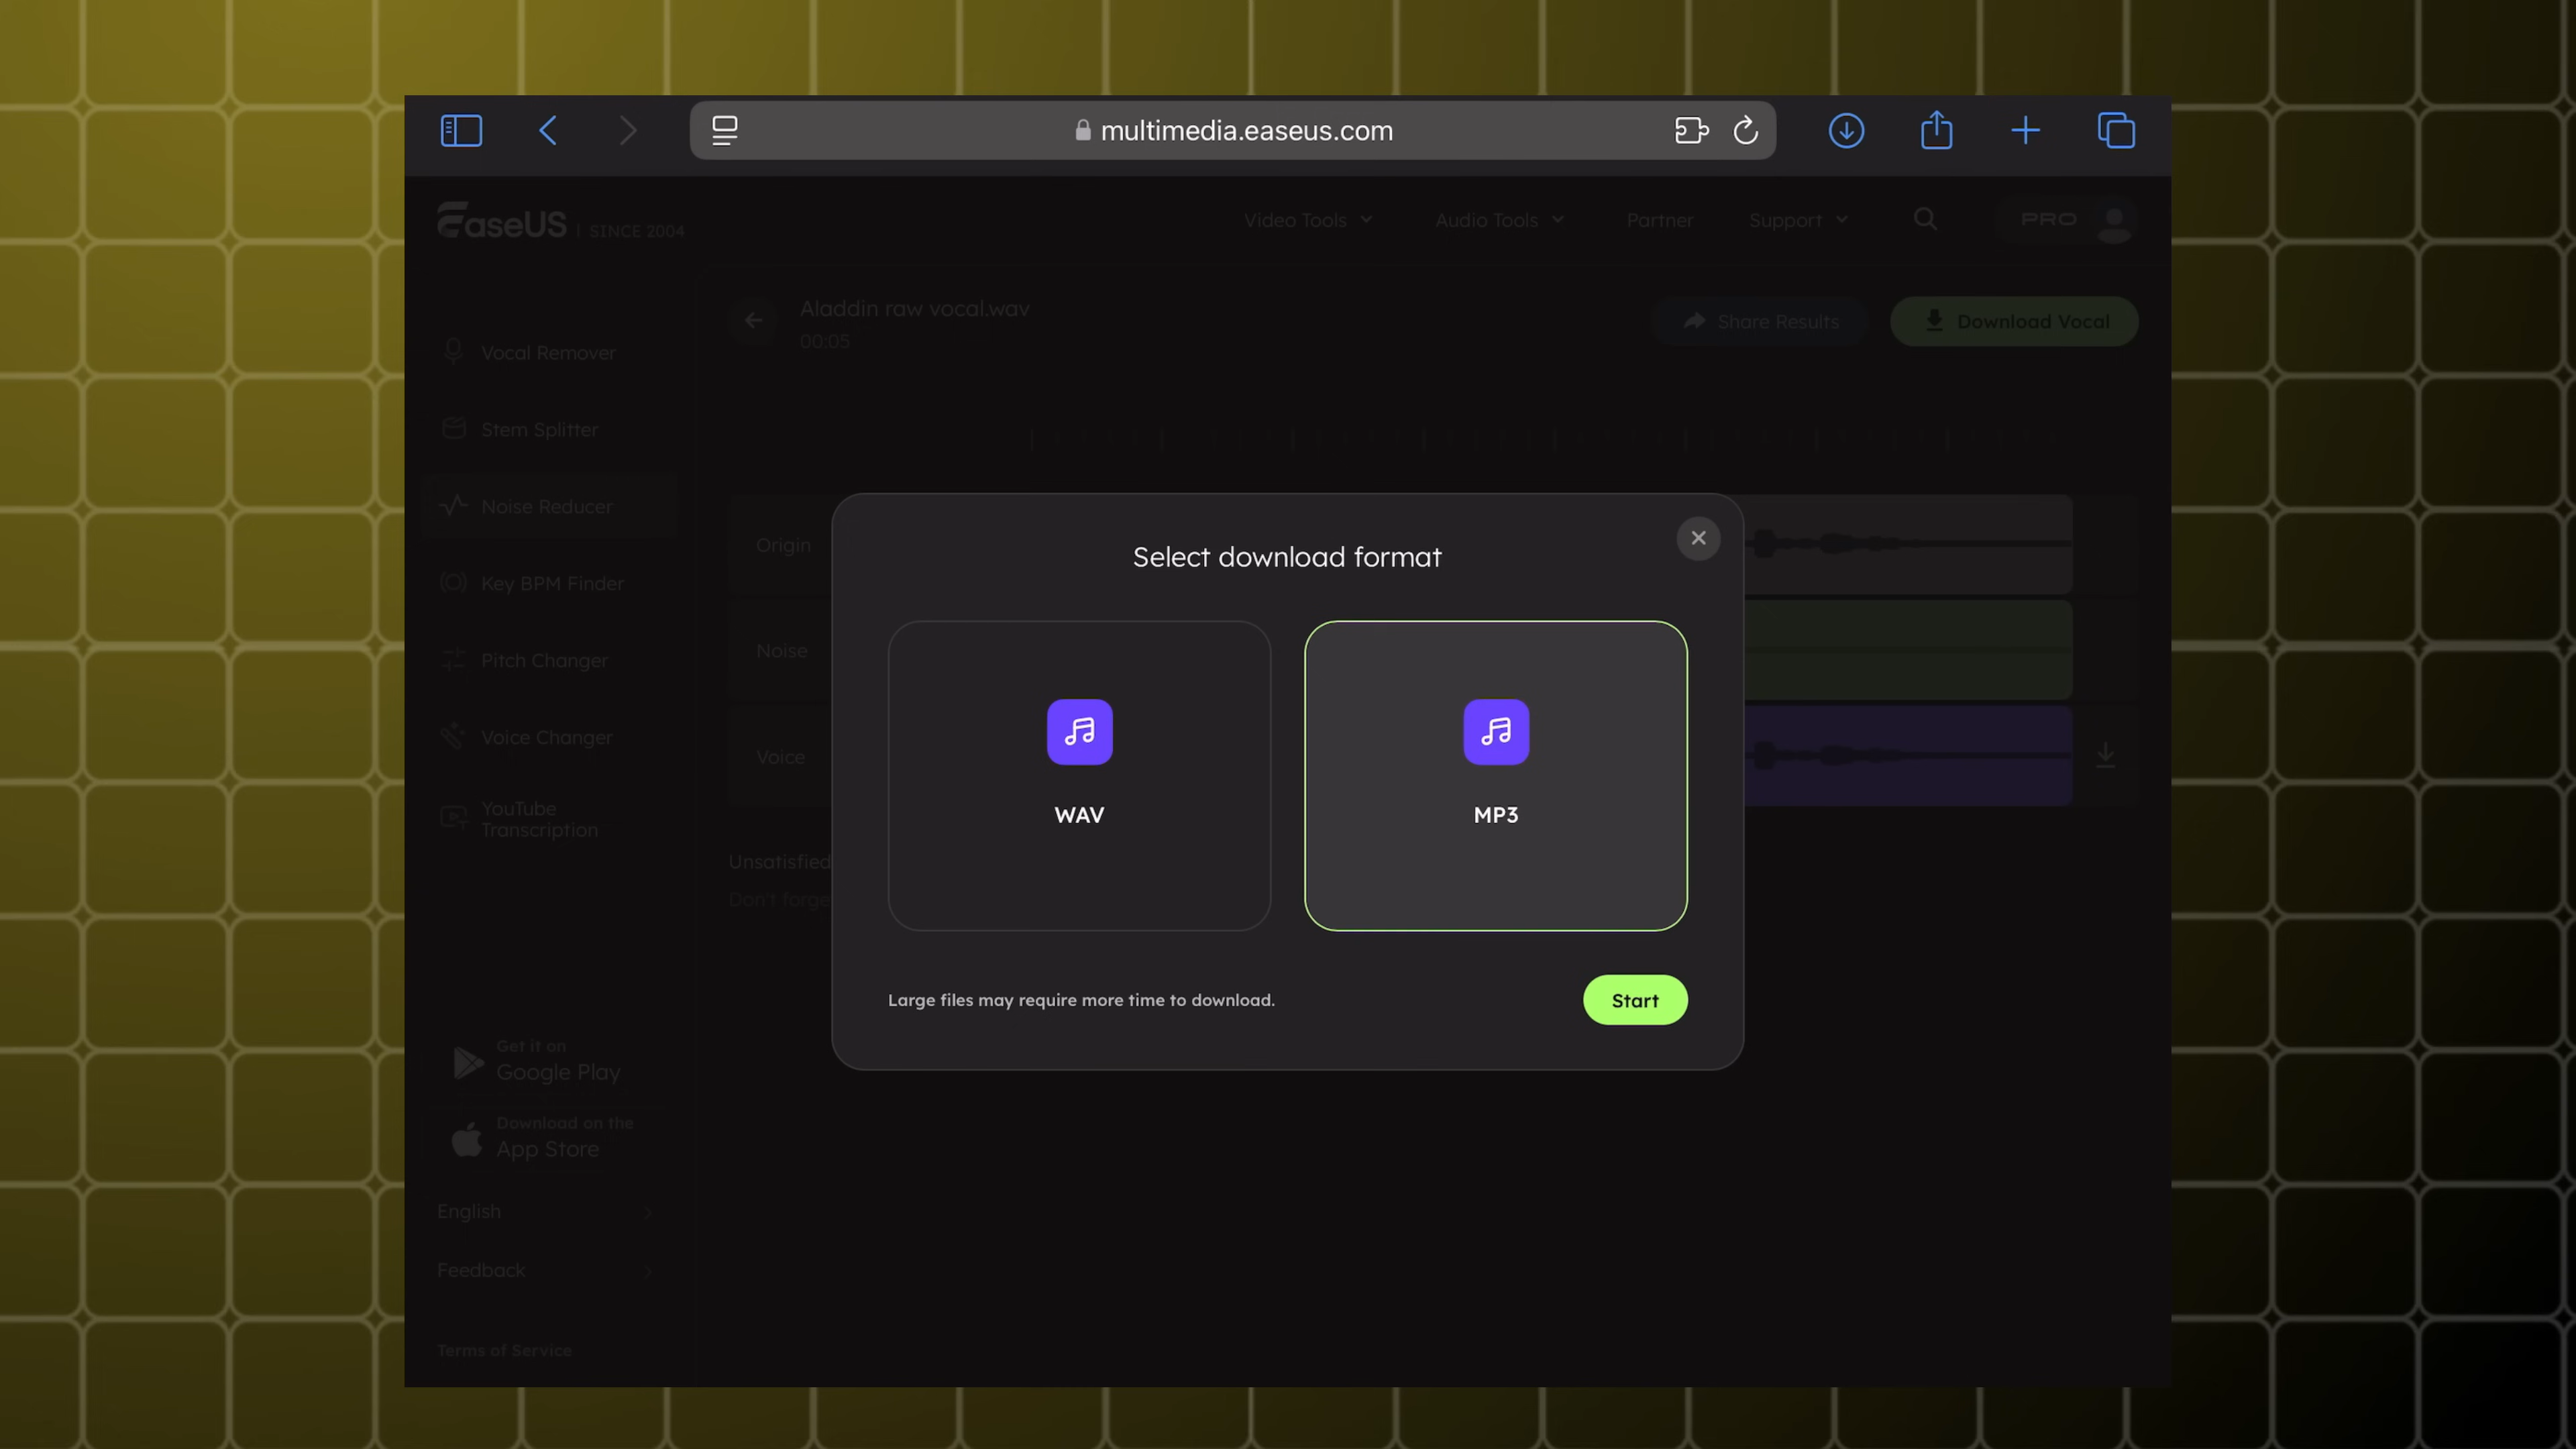 multimedia.easeus.com
EaseUS | SINCE 2004
Video Tools
Audio Tools
Partner
Support
PRO
Aladdin raw vocal.wav
00:05
Share Results
Download Vocal
Vocal Remover
Stem Splitter
Noise Reducer
Key BPM Finder
Pitch Changer
Voice Changer
YouTube
Transcription
Origin
Noise
Voice
Unsatisfied
Don't forge
Select download format
WAV
MP3
Large files may require more time to download.
Start
Get it on
Google Play
Download on the
App Store
English
Feedback
Terms of Service